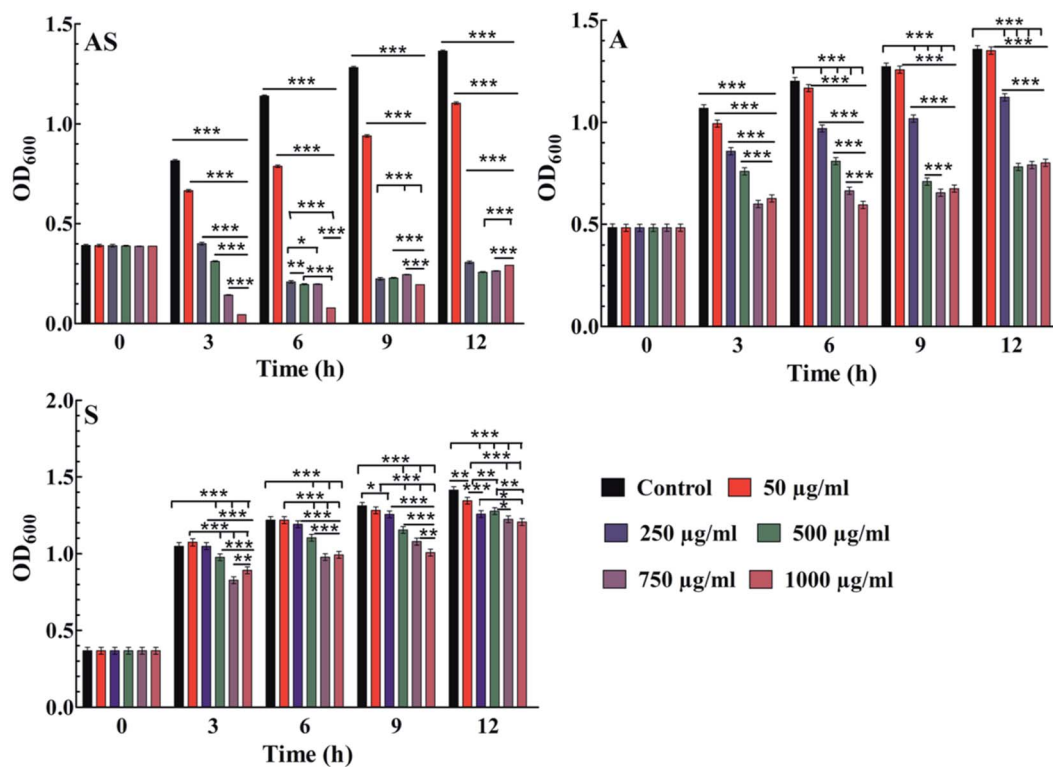 AS
OD600
1.5
1.0
0.5
0.0
*** *** *** ***
*** *** *** ***
*** *** *** ***
*** * *** *** ***
*** ** *** *** ***
0 3 6 9 12
Time (h)
A
OD600
1.5
1.0
0.5
0.0
*** *** *** ***
*** *** *** ***
*** *** *** ***
*** *** ***
***
0 3 6 9 12
Time (h)
S
OD600
2.0
1.5
1.0
0.5
0.0
*** *** *** ***
*** *** *** ***
*** *** * *** ** *** **
*** *** *** * **
** ** *
0 3 6 9 12
Time (h)
Control 50 µg/ml
250 µg/ml 500 µg/ml
750 µg/ml 1000 µg/ml